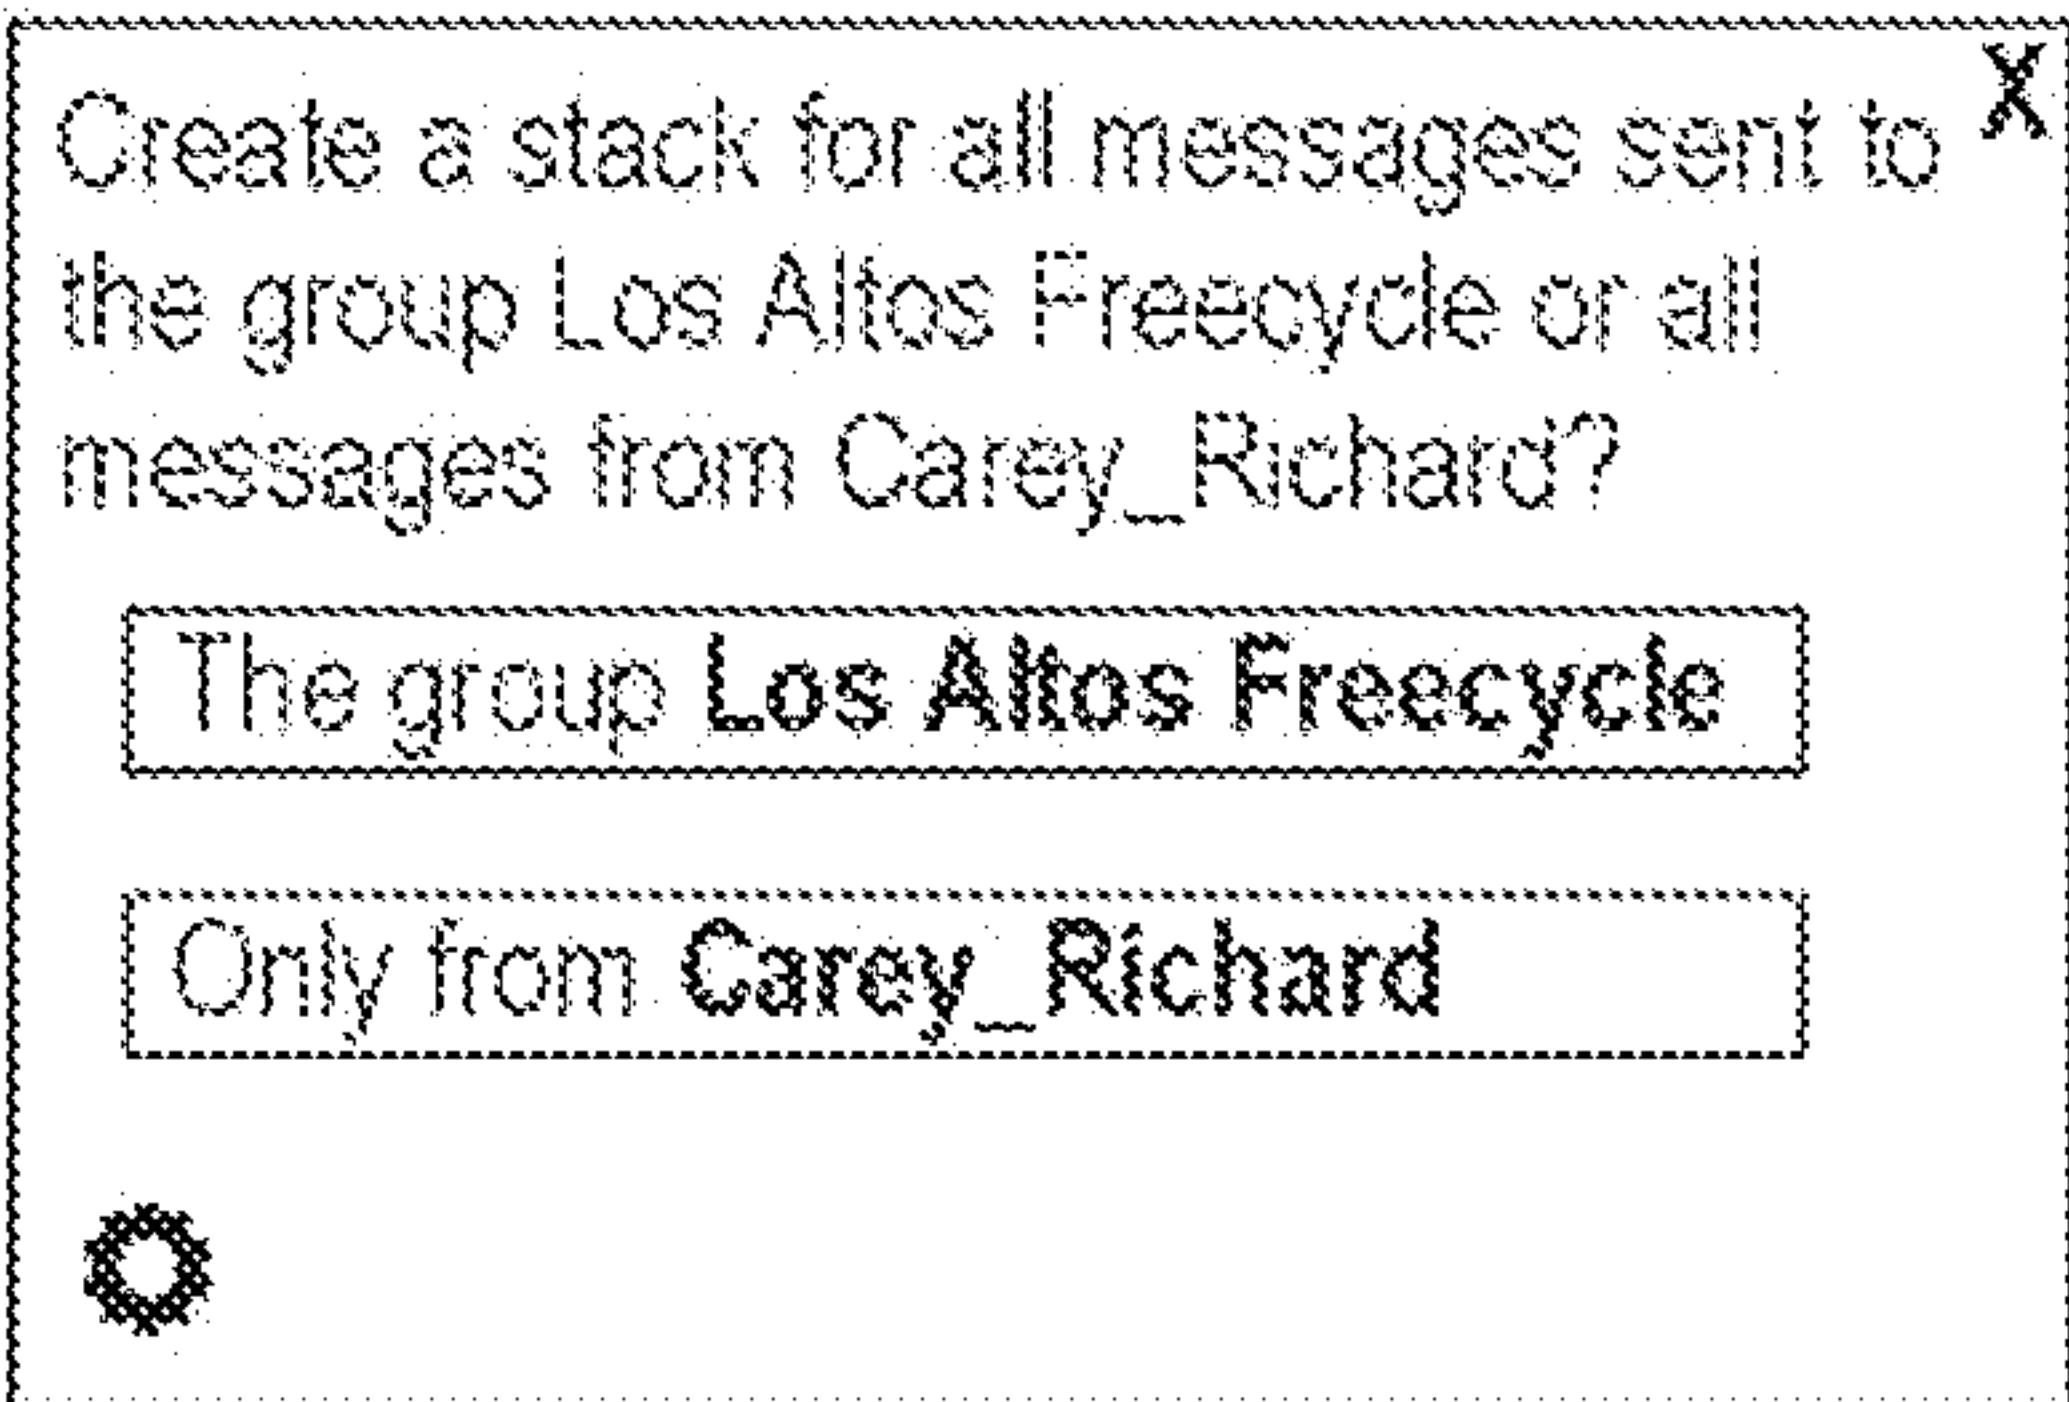 Create a stack for all messages sent to X
the group Los Altos Freecycle or all
messages from Carey_Richard?
The group Los Altos Freecycle
Only from Carey_Richard